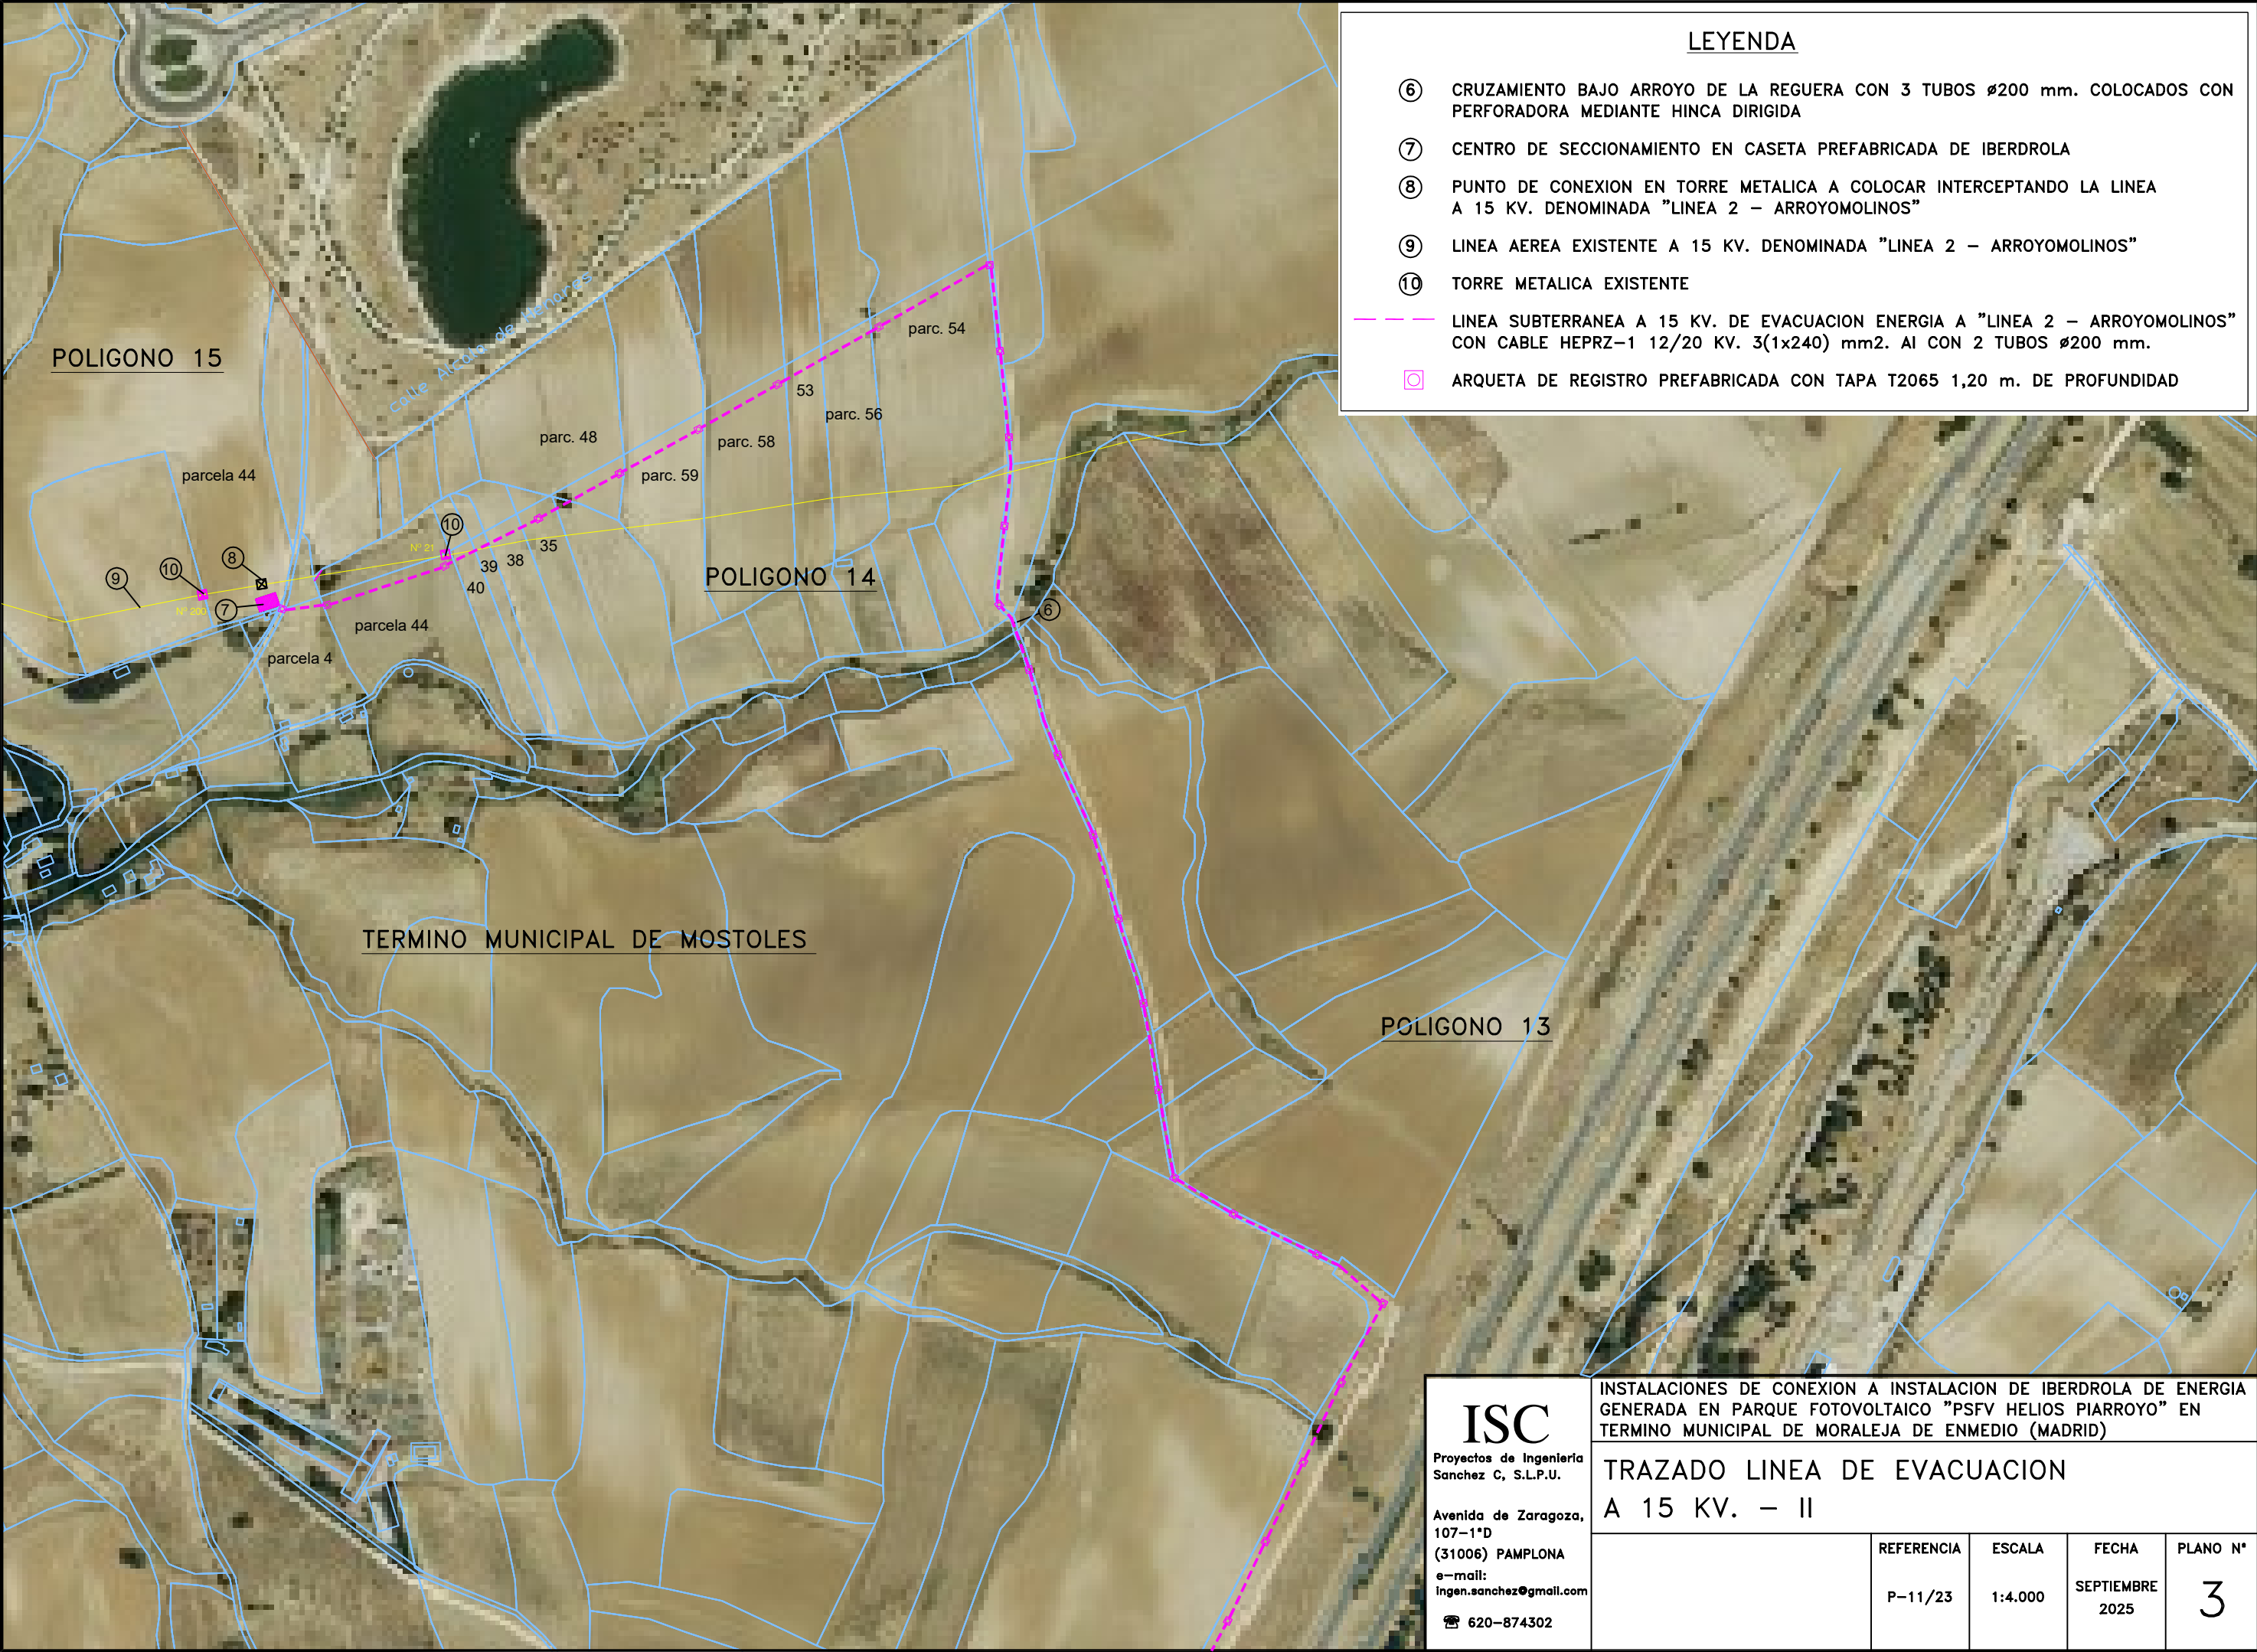 LEYENDA
6 CRUZAMIENTO BAJO ARROYO DE LA REGUERA CON 3 TUBOS ø200 mm. COLOCADOS CON
PERFORADORA MEDIANTE HINCA DIRIGIDA
7 CENTRO DE SECCIONAMIENTO EN CASETA PREFABRICADA DE IBERDROLA
8 PUNTO DE CONEXION EN TORRE METALICA A COLOCAR INTERCEPTANDO LA LINEA
A 15 KV. DENOMINADA "LINEA 2 – ARROYOMOLINOS"
9 LINEA AEREA EXISTENTE A 15 KV. DENOMINADA "LINEA 2 – ARROYOMOLINOS"
10 TORRE METALICA EXISTENTE
LINEA SUBTERRANEA A 15 KV. DE EVACUACION ENERGIA A "LINEA 2 – ARROYOMOLINOS"
CON CABLE HEPRZ-1 12/20 KV. 3(1x240) mm2. Al CON 2 TUBOS ø200 mm.
ARQUETA DE REGISTRO PREFABRICADA CON TAPA T2065 1,20 m. DE PROFUNDIDAD
calle Alcala de Henares
POLIGONO 15
parc. 54
53
parc. 56
parc. 48
parc. 58
parc. 59
parcela 44
10
Nº 21
35
38
39
40
8
10
9
Nº 200
7
POLIGONO 14
6
parcela 44
parcela 4
TERMINO MUNICIPAL DE MOSTOLES
POLIGONO 13
ISC
Proyectos de Ingenieria
Sanchez C, S.L.P.U.
Avenida de Zaragoza,
107-1ºD
(31006) PAMPLONA
e-mail:
ingen.sanchez@gmail.com
☎ 620-874302
INSTALACIONES DE CONEXION A INSTALACION DE IBERDROLA DE ENERGIA
GENERADA EN PARQUE FOTOVOLTAICO "PSFV HELIOS PIARROYO" EN
TERMINO MUNICIPAL DE MORALEJA DE ENMEDIO (MADRID)
TRAZADO LINEA DE EVACUACION
A 15 KV. – II
REFERENCIA
P-11/23
ESCALA
1:4.000
FECHA
SEPTIEMBRE
2025
PLANO Nº
3